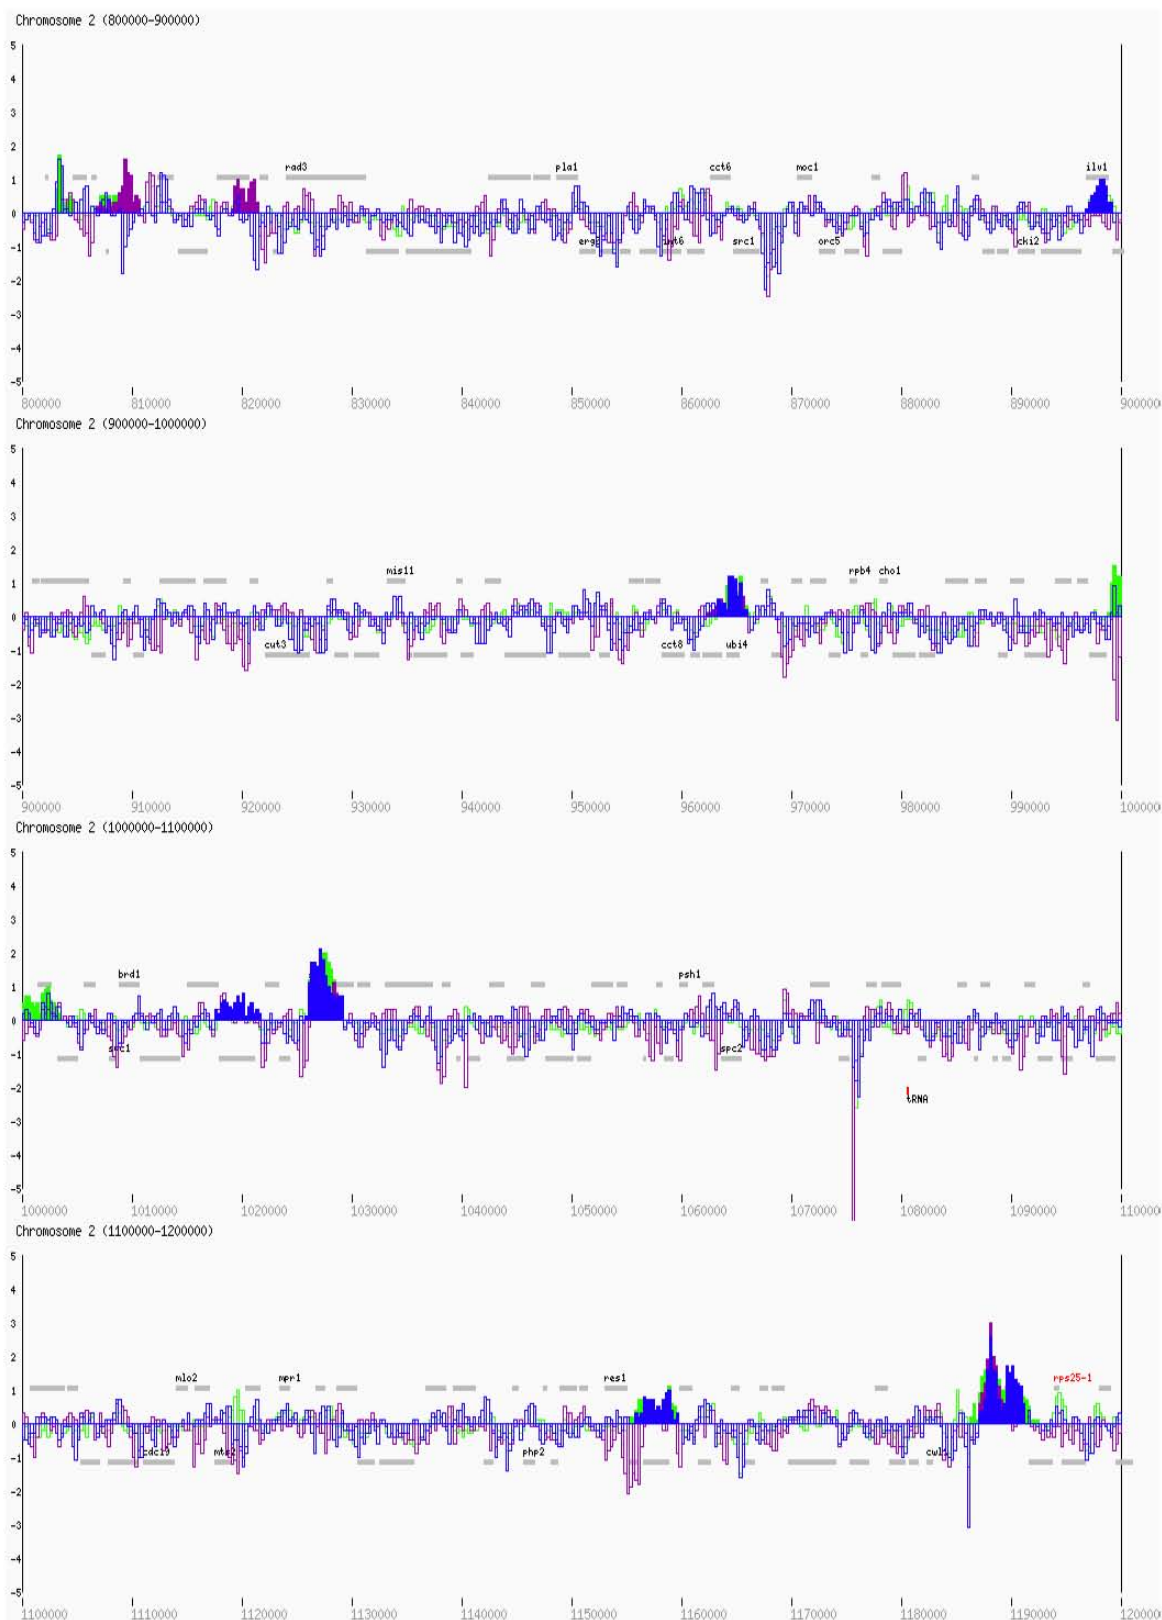 Chromosome 2 (800000-900000)
5
4
3
2
rad3 pla1 cct6 moc1 ilv1
1
0
-1
orc5 cki2 src1
-2
-3
-4
-5
800000 810000 820000 830000 840000 850000 860000 870000 880000 890000 900000
Chromosome 2 (900000-1000000)
5
4
3
2
mis11 rpb4 cho1
1
0
-1
cut3 cct8 ubi4
-2
-3
-4
-5
900000 910000 920000 930000 940000 950000 960000 970000 980000 990000 100000
Chromosome 2 (1000000-1100000)
5
4
3
2
brd1 psh1
1
0
-1
spc2
-2
tRNA
-3
-4
-5
1000000 1010000 1020000 1030000 1040000 1050000 1060000 1070000 1080000 1090000 110000
Chromosome 2 (1100000-1200000)
5
4
3
2
mlo2 mpr1 res1 rps25-1
1
0
-1
cdc19 mts2 php2
-2
-3
-4
-5
1100000 1110000 1120000 1130000 1140000 1150000 1160000 1170000 1180000 1190000 120000